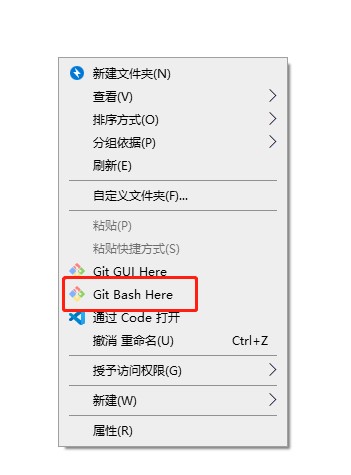 新建文件夹(N)
查看(V)
排序方式(O)
分组依据(P)
刷新(E)
自定义文件夹(F)...
粘贴(P)
粘贴快捷方式(S)
Git GUI Here
Git Bash Here
通过 Code 打开
撤消 重命名(U) Ctrl+Z
授予访问权限(G)
新建(W)
属性(R)